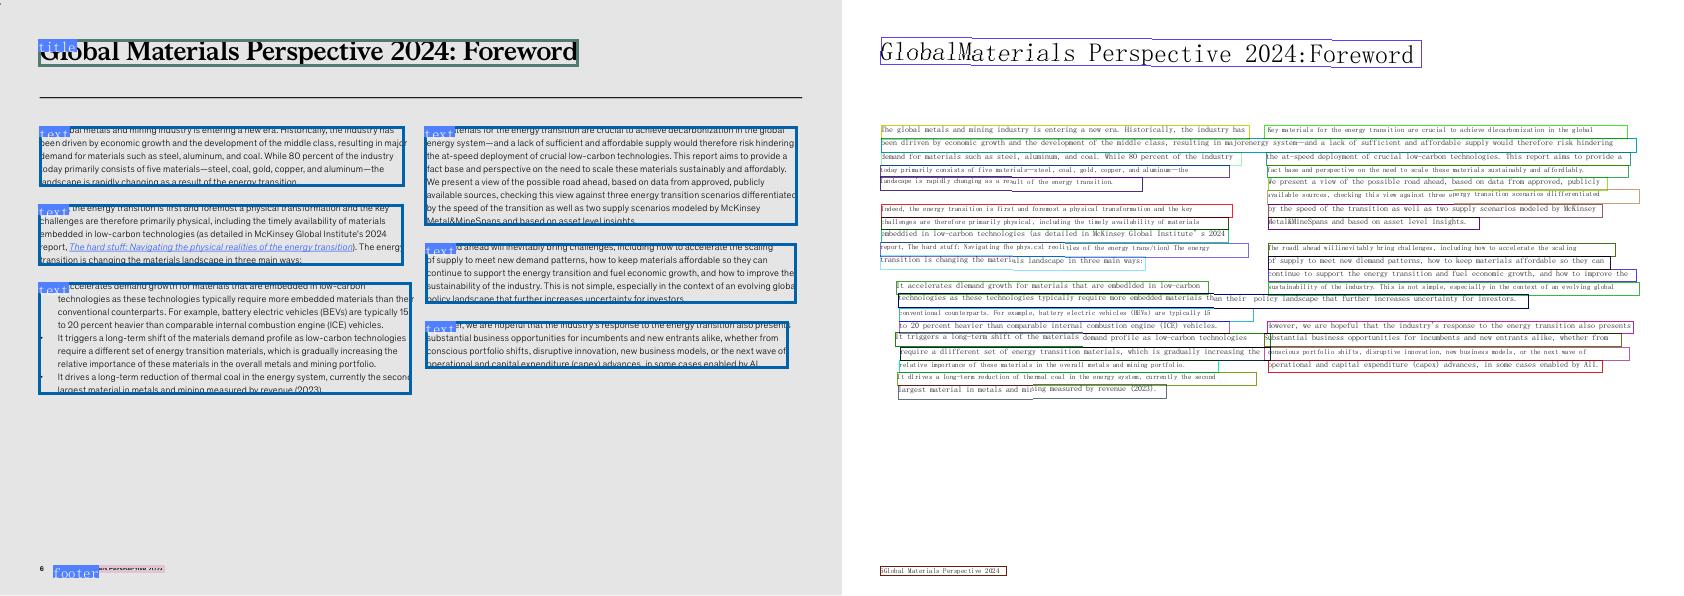 title
Global Materials Perspective 2024: Foreword
text
metals and mining industry is entering a new era. Historically, the industry has
been driven by economic growth and the development of the middle class, resulting in major
demand for materials such as steel, aluminum, and coal. While 80 percent of the industry
today primarily consists of five materials—steel, coal, gold, copper, and aluminum—the
landscape is rapidly changing as a result of the energy transition.
text
the energy transition is first and foremost a physical transformation and the key
challenges are therefore primarily physical, including the timely availability of materials
embedded in low-carbon technologies (as detailed in McKinsey Global Institute's 2024
report, The hard stuff: Navigating the physical realities of the energy transition). The energy
transition is changing the materials landscape in three main ways:
text
accelerates demand growth for materials that are embedded in low-carbon
technologies as these technologies typically require more embedded materials than their
conventional counterparts. For example, battery electric vehicles (BEVs) are typically 15
to 20 percent heavier than comparable internal combustion engine (ICE) vehicles.
• It triggers a long-term shift of the materials demand profile as low-carbon technologies
require a different set of energy transition materials, which is gradually increasing the
relative importance of these materials in the overall metals and mining portfolio.
• It drives a long-term reduction of thermal coal in the energy system, currently the second
largest material in metals and mining measured by revenue (2023).
text
for the energy transition are crucial to achieve decarbonization in the global
energy system—and a lack of sufficient and affordable supply would therefore risk hindering
the at-speed deployment of crucial low-carbon technologies. This report aims to provide a
fact base and perspective on the need to scale these materials sustainably and affordably.
We present a view of the possible road ahead, based on data from approved, publicly
available sources, checking this view against three energy transition scenarios differentiated
by the speed of the transition as well as two supply scenarios modeled by McKinsey
Metal&MineSpans and based on asset level insights.
text
ahead will inevitably bring challenges, including how to accelerate the scaling
of supply to meet new demand patterns, how to keep materials affordable so they can
continue to support the energy transition and fuel economic growth, and how to improve the
sustainability of the industry. This is not simple, especially in the context of an evolving global
policy landscape that further increases uncertainty for investors.
text
we are hopeful that the industry's response to the energy transition also presents
substantial business opportunities for incumbents and new entrants alike, whether from
conscious portfolio shifts, disruptive innovation, new business models, or the next wave of
operational and capital expenditure (capex) advances, in some cases enabled by AI.
6
footer
Perspective 2024
GlobalMaterials Perspective 2024:Foreword
The global metals and mining industry is entering a new era. Historically, the industry has
been driven by economic growth and the development of the middle class, resulting in majorenergy system—and a lack of sufficient and affordable supply would therefore risk hindering
demand for materials such as steel, aluminum, and coal. While 80 percent of the industry
today primarily consists of five materials—steel, coal, gold, copper, and aluminum—the
landscape is rapidly changing as a result of the energy transition.
Indeed, the energy transition is first and foremost a physical transformation and the key
challenges are therefore primarily physical, including the timely availability of materials
embeddied in low-carbon technologies (as detailed in McKinsey Global Institute's 2024
report, The hard stuff: Navigating the phys.cal realities of the energy trans/tion) The energy
transition is changing the materials landscape in three main ways:
It accelerates dlemand growth for materials that are embedlded in low-carbon
technologies as these technologies typically require more embedded materials than their policy landscape that further increases uncertainty for investors.
conventional counterparts. For example, battery electric vehicles (BEVs) are typically 15
to 20 percent heavier than comparable internal combustion engine (ICE) vehicles.
It triggers a long-term shift of the materials demand profile as low-carbon technologies
require a diIferent set of energy transition materials, which is gradually increasing the
relative importance of these materials in the overall metals and mining portfolio.
It dlrives a long-term reduction of thermal coal in the energy system, currently the second
largest material in metals and mining measured by revenue (2023).
Key materials for the energy transition are crucial to achieve dlecarbonization in the global
the at-speed deployment of crucial low-carbon technologies. This report aims to provide a
fact base and perspective on the need to scale these materials sustainably and affordably.
We present a view of the possible road ahead, based on data from approved, publicly
available sources, checking this view against three energy transition scenarios differentiated
by the speed of the transition as well as two supply scenarios modeled by McKinsey
Metal&MineSpans and based on asset level insights.
The roadl ahead willinevitably bring challenges, including how to accelerate the scaling
of supply to meet new demand patterns, how to keep materials affordable so they can
continue to support the energy transition and fuel economic growth, and how to improve the
sustainability of the industry. This is not simple, especially in the context of an evolving global
However, we are hopeful that the industry's response to the energy transition also presents
Substantial business opportunities for incumbents and new entrants alike, whether from
conscious portfolio shifts, disruptive innovation, new business models, or the next wave of
operational and capital expenditure (capex) advances, in some cases enabled by AIL
6Global Materials Perspective 2024